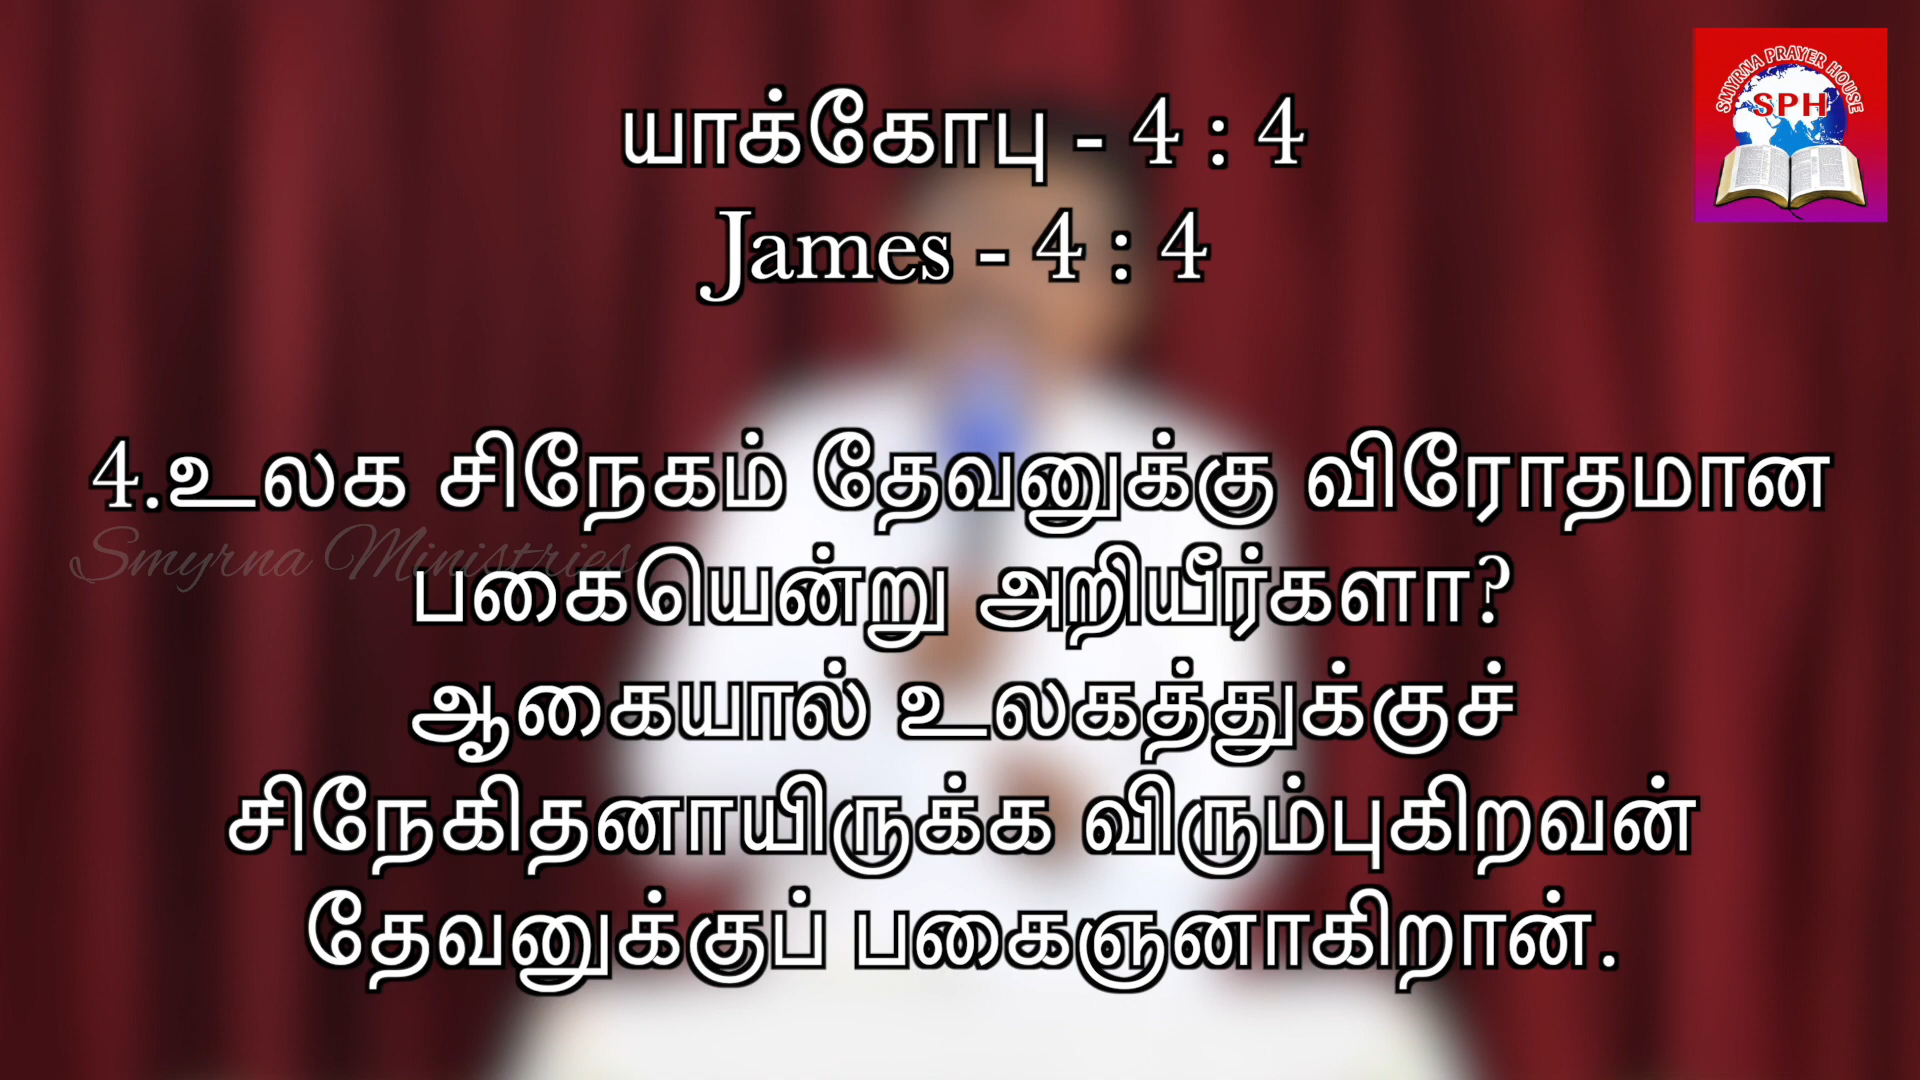 யாக்கோபு - 4 : 4
James - 4 : 4
SMYRNA PRAYER HOUSE
SPH
4.உலக சிநேகம் தேவனுக்கு விரோதமான
Smyrna Ministries
பகையென்று அறியீர்களா?
ஆகையால் உலகத்துக்குச்
சிநேகிதனாயிருக்க விரும்புகிறவன்
தேவனுக்குப் பகைஞனாகிறான்.